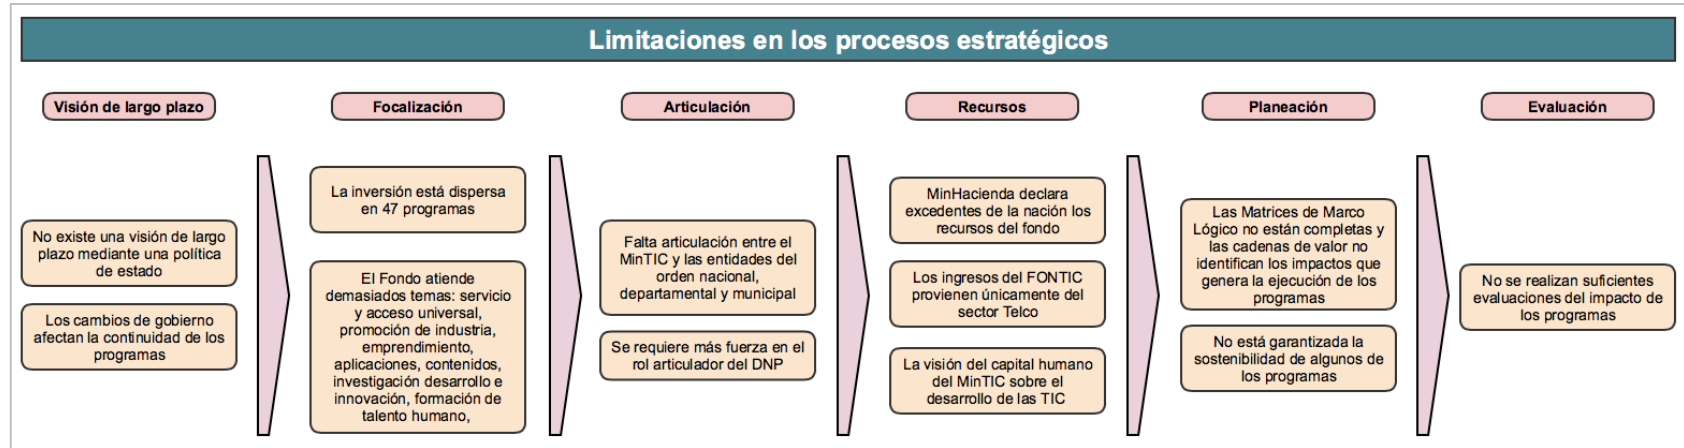 Limitaciones en los procesos estratégicos
Visión de largo plazo
No existe una visión de largo
plazo mediante una política
de estado
Los cambios de gobierno
afectan la continuidad de los
programas
Focalización
La inversión está dispersa
en 47 programas
El Fondo atiende
demasiados temas: servicio
y acceso universal,
promoción de industria,
emprendimiento,
aplicaciones, contenidos,
investigación desarrollo e
innovación, formación de
talento humano,
Articulación
Falta articulación entre el
MinTIC y las entidades del
orden nacional,
departamental y municipal
Se requiere más fuerza en el
rol articulador del DNP
Recursos
MinHacienda declara
excedentes de la nación los
recursos del fondo
Los ingresos del FONTIC
provienen únicamente del
sector Telco
La visión del capital humano
del MinTIC sobre el
desarrollo de las TIC
Planeación
Las Matrices de Marco
Lógico no están completas y
las cadenas de valor no
identifican los impactos que
genera la ejecución de los
programas
No está garantizada la
sostenibilidad de algunos de
los programas
Evaluación
No se realizan suficientes
evaluaciones del impacto de
los programas